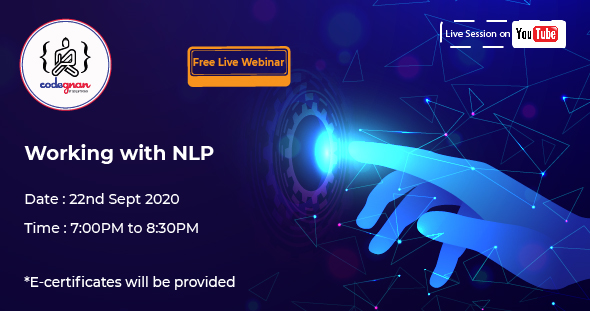 Live Session on YouTube
Free Live Webinar
codegnan
Working with NLP
Date : 22nd Sept 2020
Time : 7:00PM to 8:30PM
*E-certificates will be provided